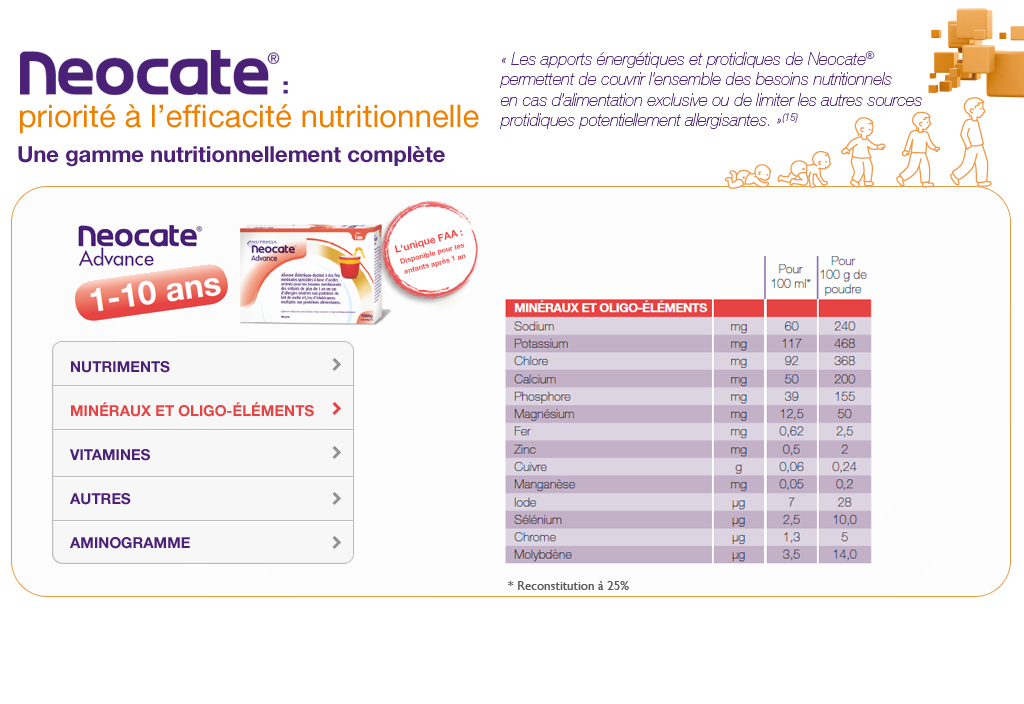 Neocate® :
priorité à l'efficacité nutritionnelle
Une gamme nutritionnellement complète
« Les apports énergétiques et protidiques de Neocate®
permettent de couvrir l'ensemble des besoins nutritionnels
en cas d'alimentation exclusive ou de limiter les autres sources
protidiques potentiellement allergisantes. »(15)
Neocate®
Advance
1-10 ans
NUTRICIA
Neocate
Advance
L'unique FAA :
Disponible pour les
enfants après 1 an
NUTRIMENTS
MINÉRAUX ET OLIGO-ÉLÉMENTS
VITAMINES
AUTRES
AMINOGRAMME
Pour
100 ml*
Pour
100 g de
poudre
MINÉRAUX ET OLIGO-ÉLÉMENTS
Sodium mg 60 240
Potassium mg 117 468
Chlore mg 92 368
Calcium mg 50 200
Phosphore mg 39 155
Magnésium mg 12,5 50
Fer mg 0,62 2,5
Zinc mg 0,5 2
Cuivre g 0,06 0,24
Manganèse mg 0,05 0,2
Iode µg 7 28
Sélénium µg 2,5 10,0
Chrome µg 1,3 5
Molybdène µg 3,5 14,0
* Reconstitution à 25%